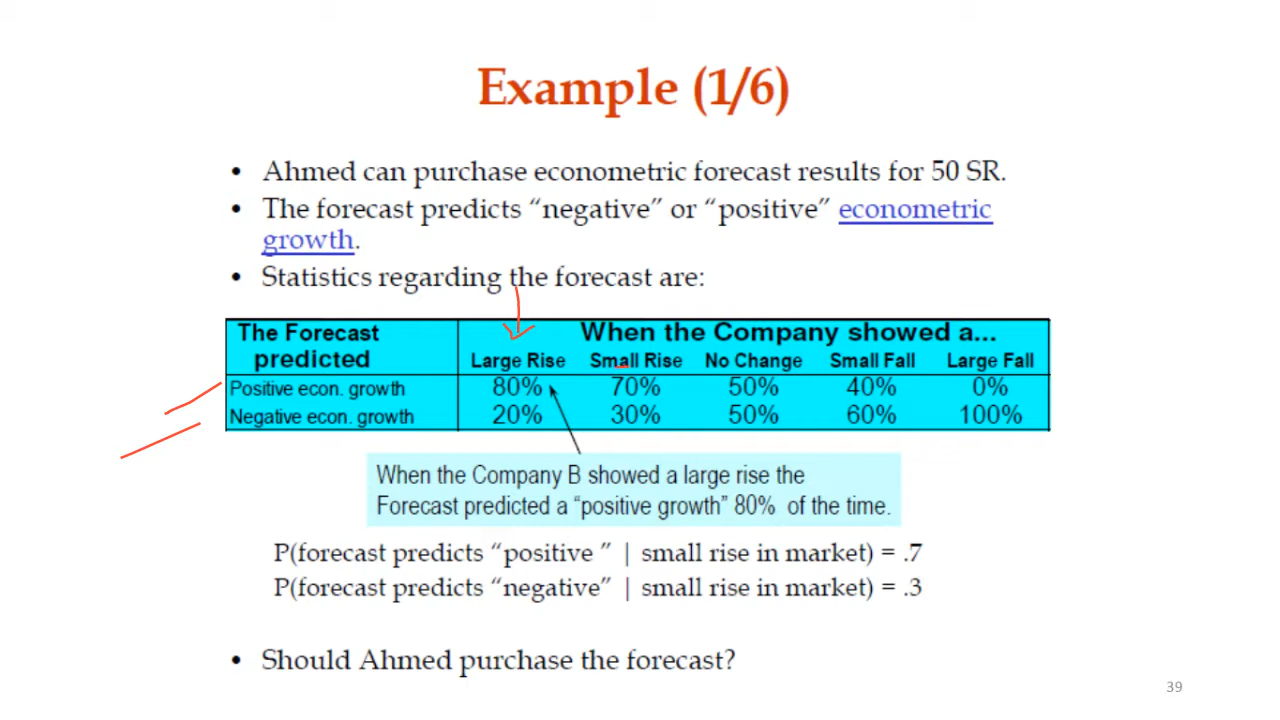 Example (1/6)
• Ahmed can purchase econometric forecast results for 50 SR.
• The forecast predicts “negative” or “positive” econometric
growth.
• Statistics regarding the forecast are:
The Forecast When the Company showed a...
predicted Large Rise Small Rise No Change Small Fall Large Fall
Positive econ. growth 80% 70% 50% 40% 0%
Negative econ. growth 20% 30% 50% 60% 100%
When the Company B showed a large rise the
Forecast predicted a “positive growth” 80% of the time.
P(forecast predicts “positive ” | small rise in market) = .7
P(forecast predicts “negative” | small rise in market) = .3
• Should Ahmed purchase the forecast?
39